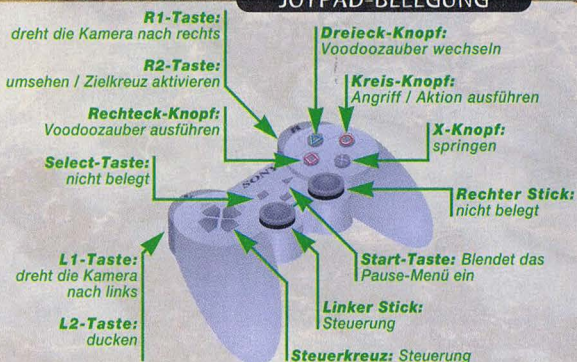 JOYPAD-BELEGUNG
R1-Taste:
dreht die Kamera nach rechts
R2-Taste:
umsehen / Zielkreuz aktivieren
Rechteck-Knopf:
Voodoozauber ausführen
Select-Taste:
nicht belegt
L1-Taste:
dreht die Kamera
nach links
L2-Taste:
ducken
Dreieck-Knopf:
Voodoozauber wechseln
Kreis-Knopf:
Angriff / Aktion ausführen
X-Knopf:
springen
Rechter Stick:
nicht belegt
Start-Taste: Blendet das
Pause-Menü ein
Linker Stick:
Steuerung
Steuerkreuz: Steuerung
SONY
R